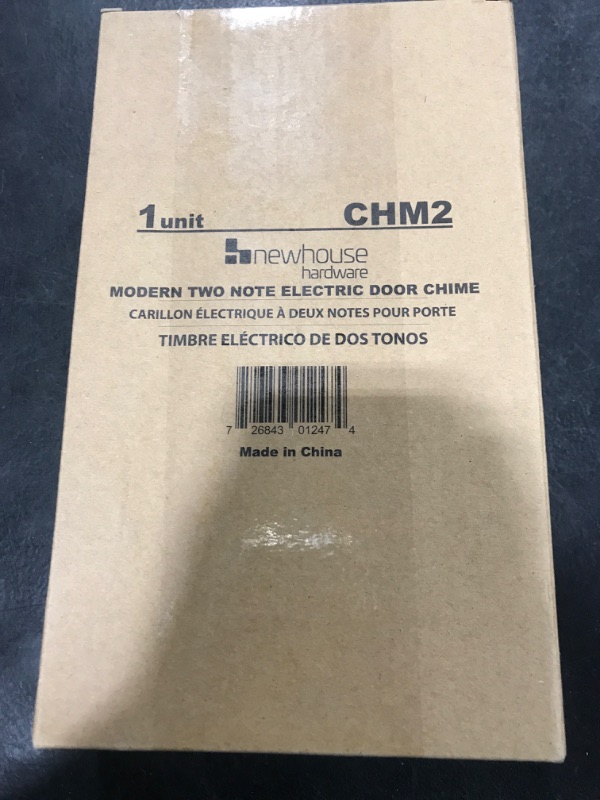 1 unit CHM2
newhouse
hardware
MODERN TWO NOTE ELECTRIC DOOR CHIME
CARILLON ÉLECTRIQUE À DEUX NOTES POUR PORTE
TIMBRE ELÉCTRICO DE DOS TONOS
7 26843 01247 4
Made in China